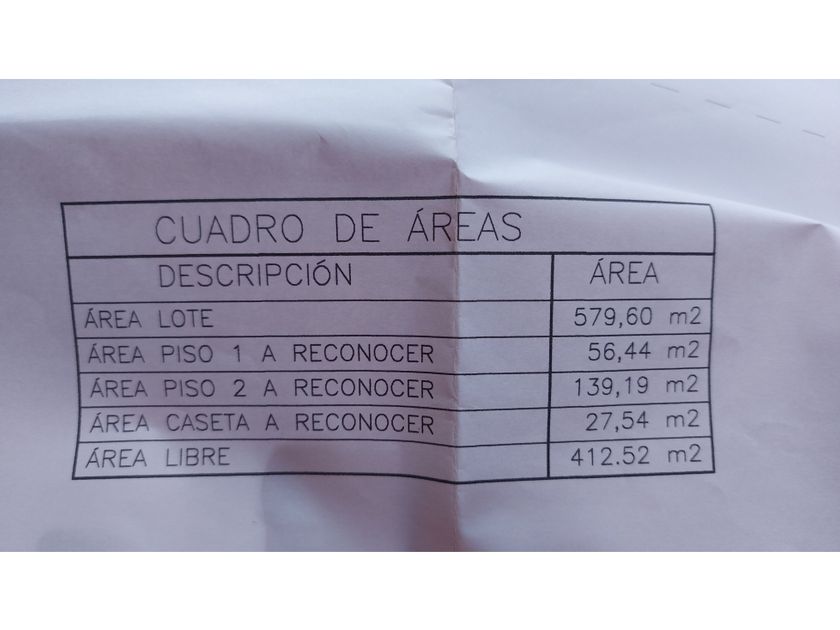 CUADRO DE ÁREAS
DESCRIPCIÓN ÁREA
ÁREA LOTE 579,60 m2
ÁREA PISO 1 A RECONOCER 56,44 m2
ÁREA PISO 2 A RECONOCER 139,19 m2
ÁREA CASETA A RECONOCER 27,54 m2
ÁREA LIBRE 412.52 m2